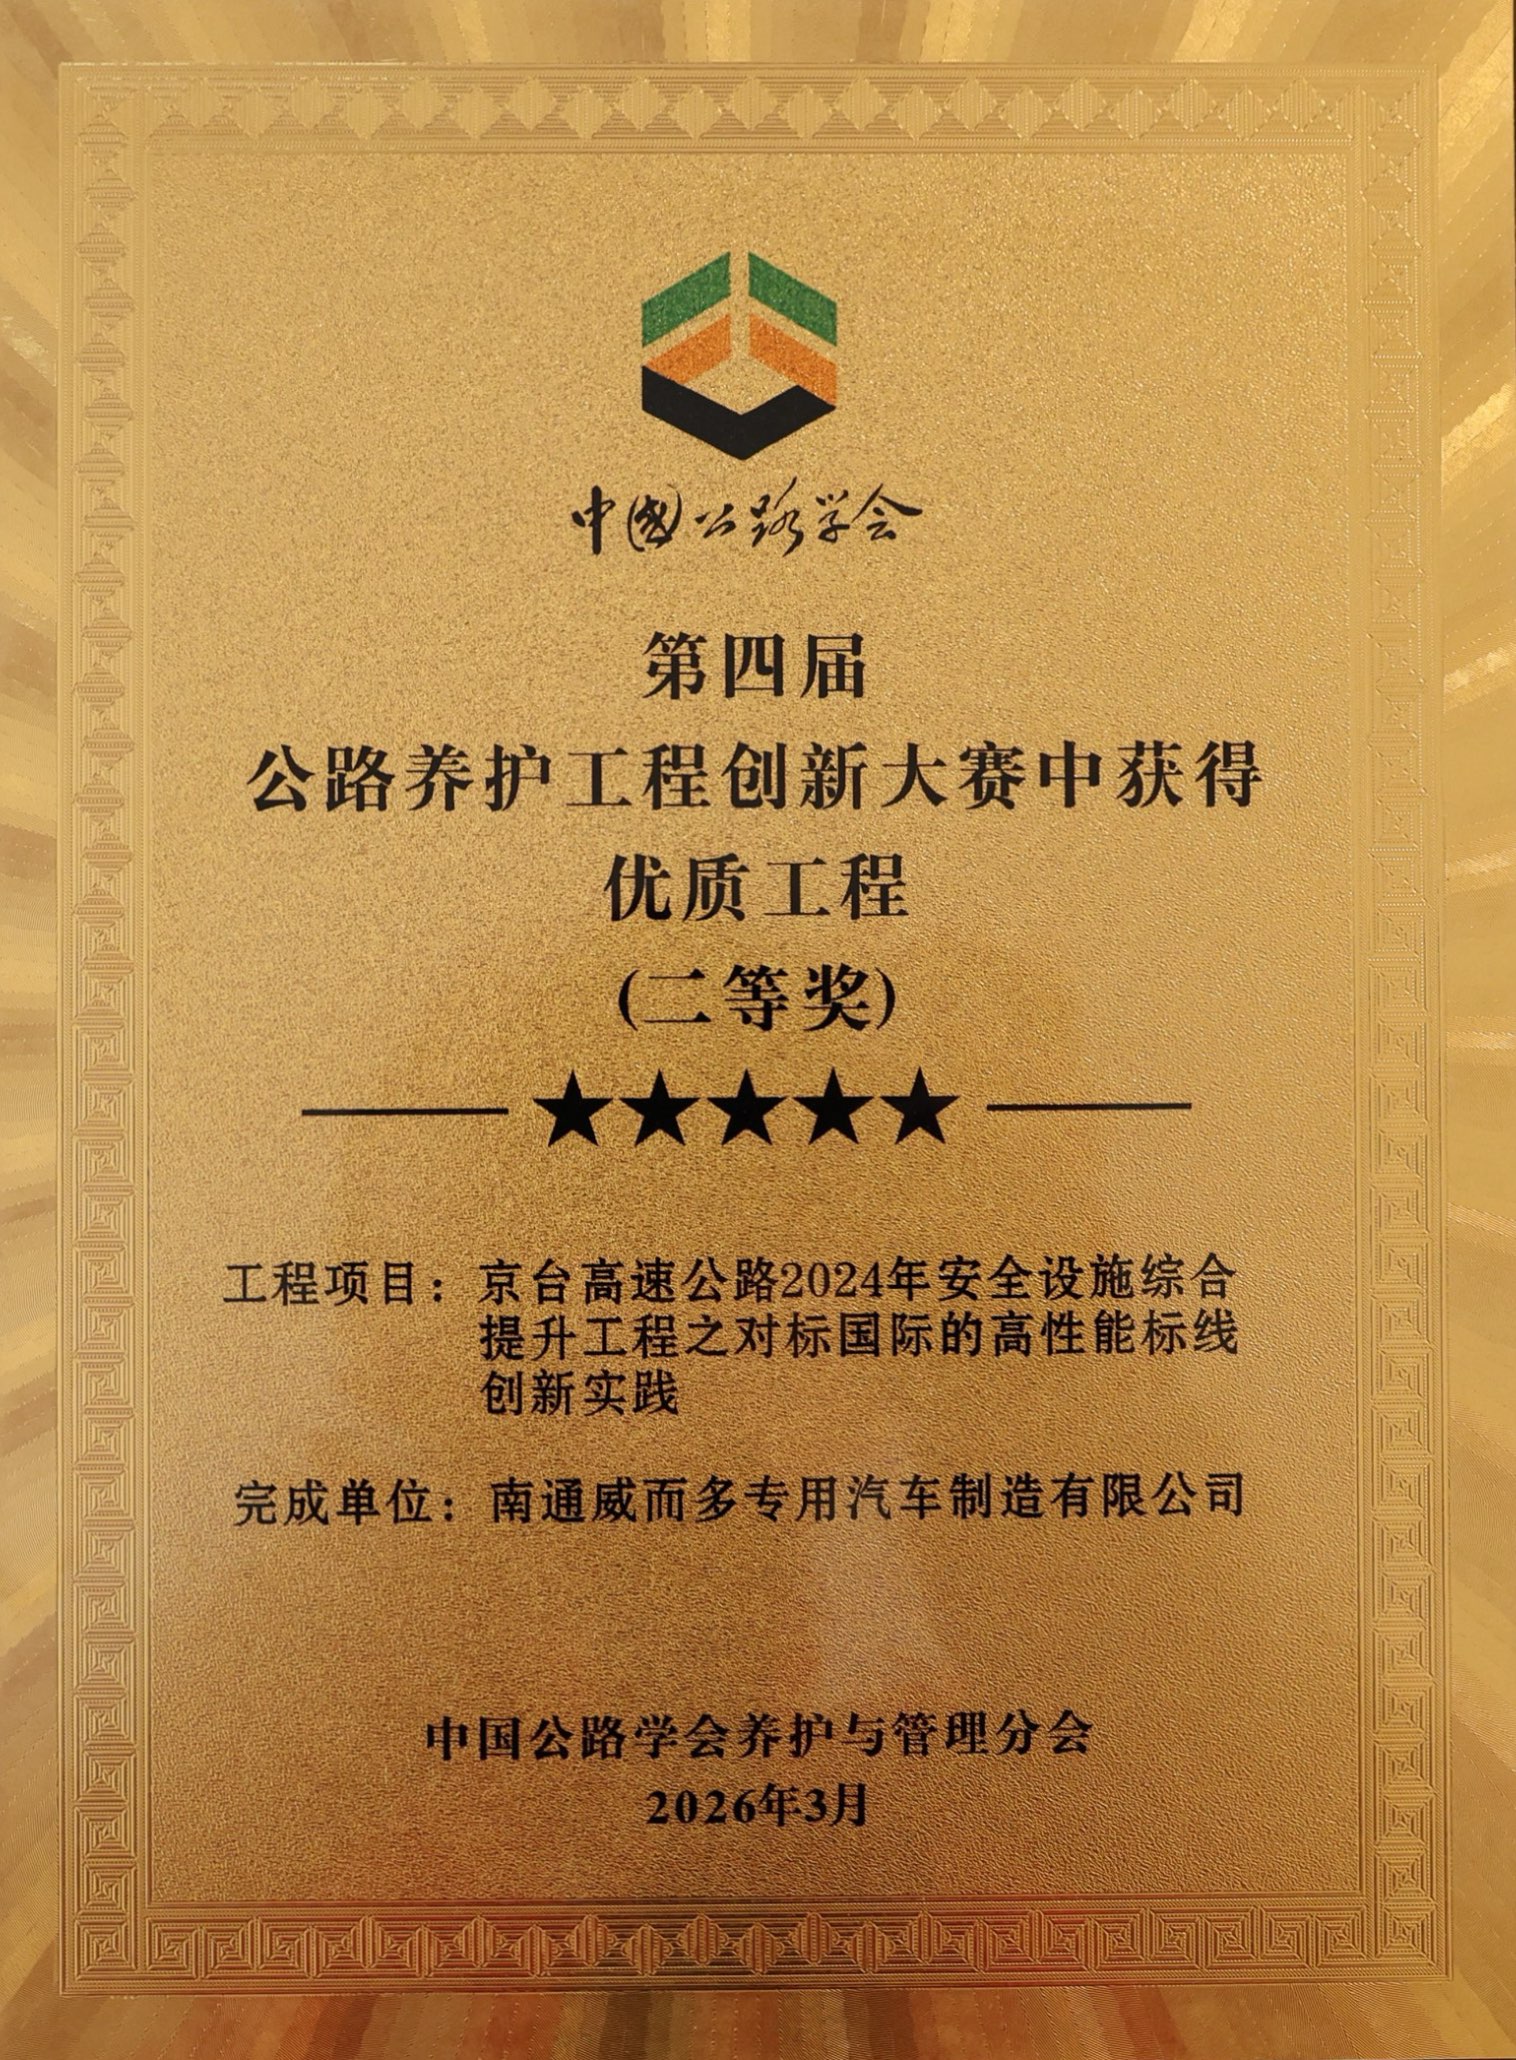 中国公路学会
第四届
公路养护工程创新大赛中获得
优质工程
(二等奖)
工程项目：京台高速公路2024年安全设施综合
提升工程之对标国际的高性能标线
创新实践
完成单位：南通威而多专用汽车制造有限公司
中国公路学会养护与管理分会
2026年3月